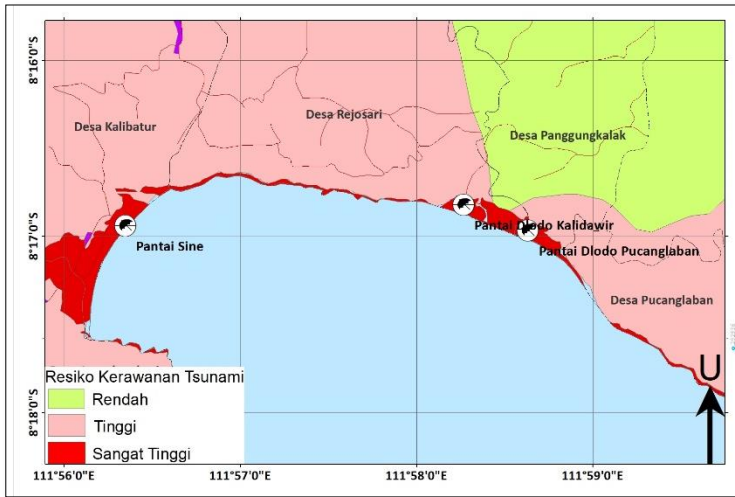 8°16'0"S
8°17'0"S
8°18'0"S
Desa Kalibatur
Desa Rejosari
Desa Panggungkalak
Pantai Sine
Pantai Dlodo Kalidawir
Pantai Dlodo Pucanglaban
Desa Pucanglaban
U
Resiko Kerawanan Tsunami
Rendah
Tinggi
Sangat Tinggi
111°56'0"E
111°57'0"E
111°58'0"E
111°59'0"E